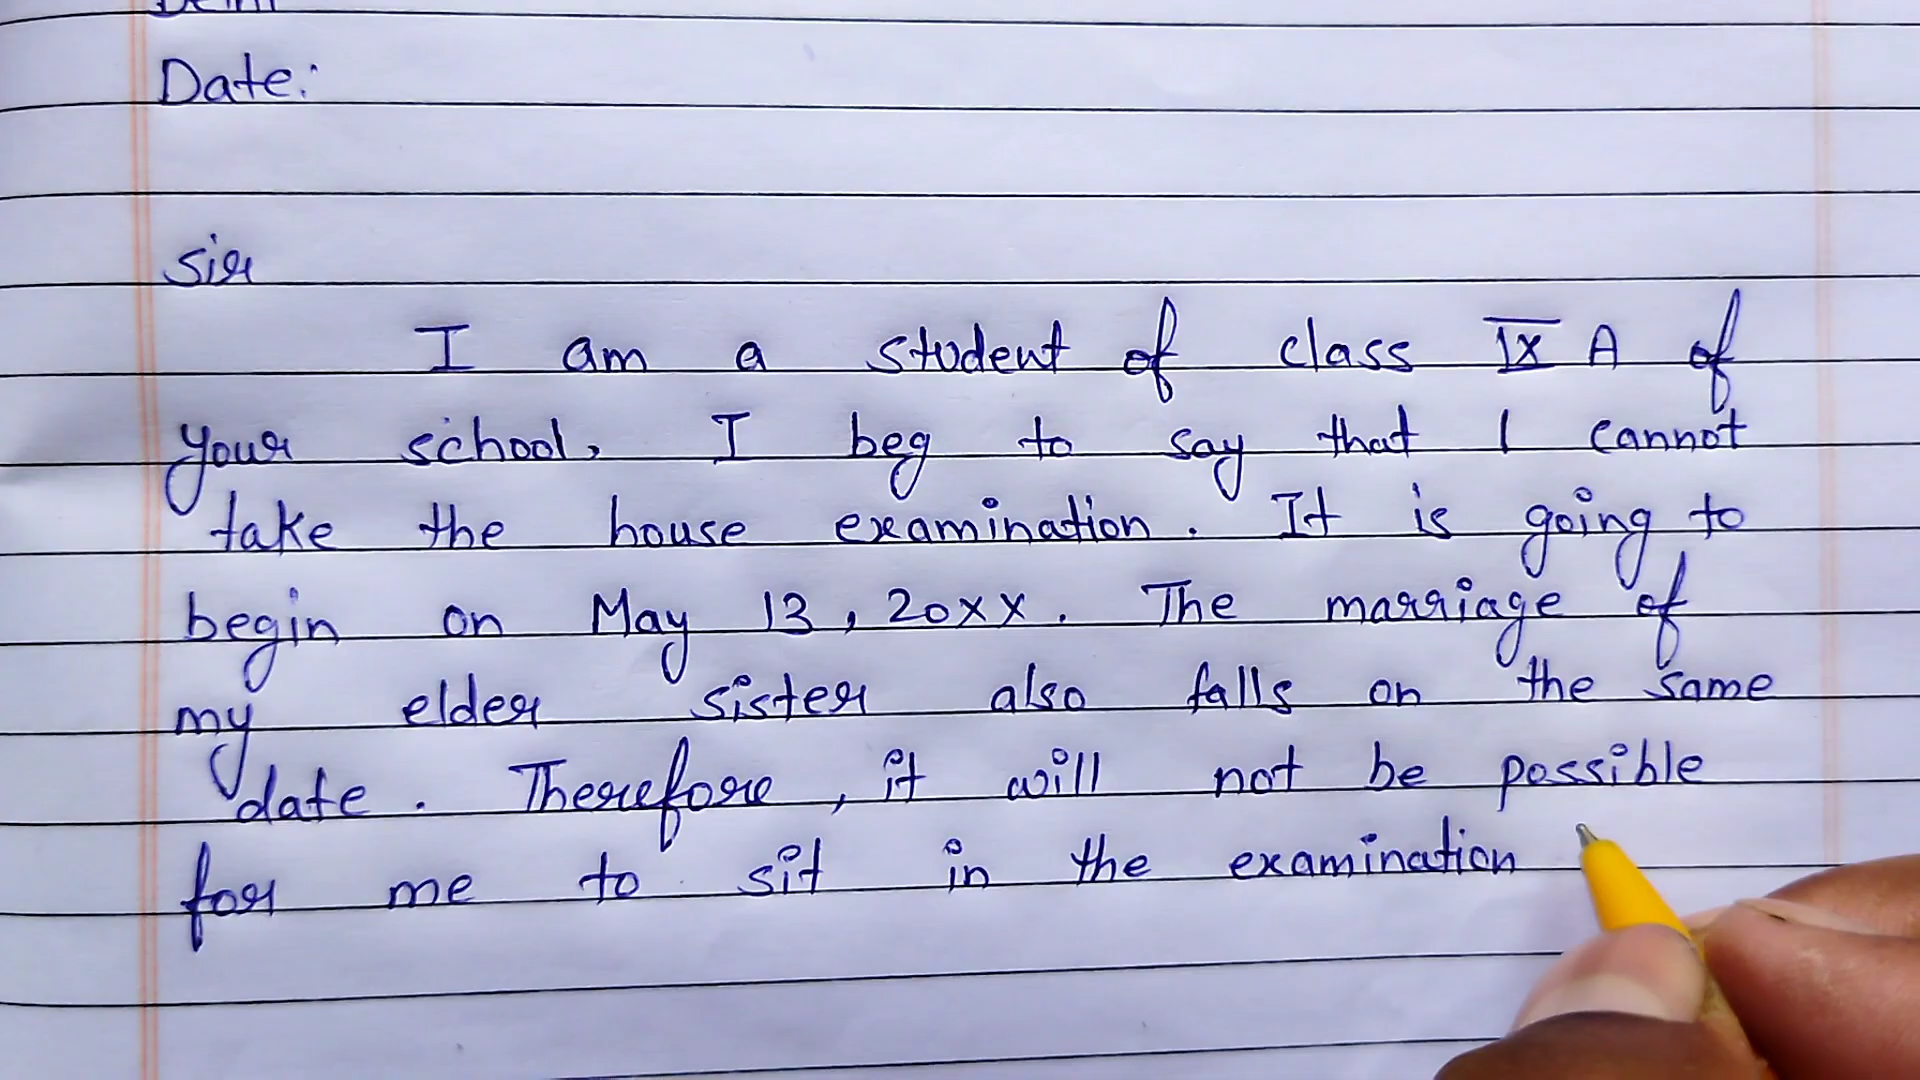 Delhi
Date:
Sir
I am a student of class IX A of
your school, I beg to say that I cannot
take the house examination. It is going to
begin on May 13, 20XX. The marriage of
my elder sister also falls on the same
date. Therefore, it will not be possible
for me to sit in the examination